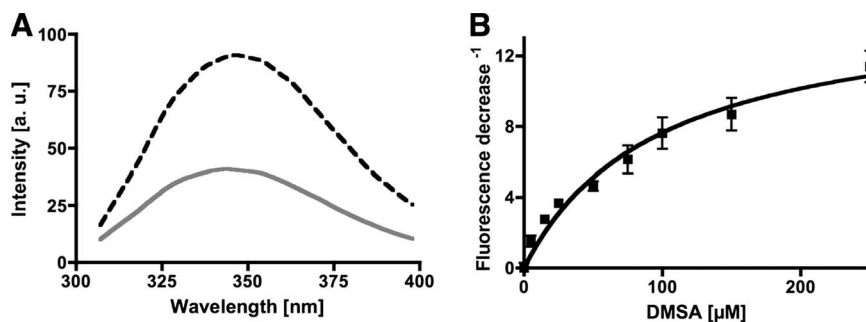 A
Intensity [a. u.]
100
75
50
25
0
300
325
350
375
400
Wavelength [nm]
B
Fluorescence decrease -1
12
8
4
0
0
100
200
DMSA [µM]